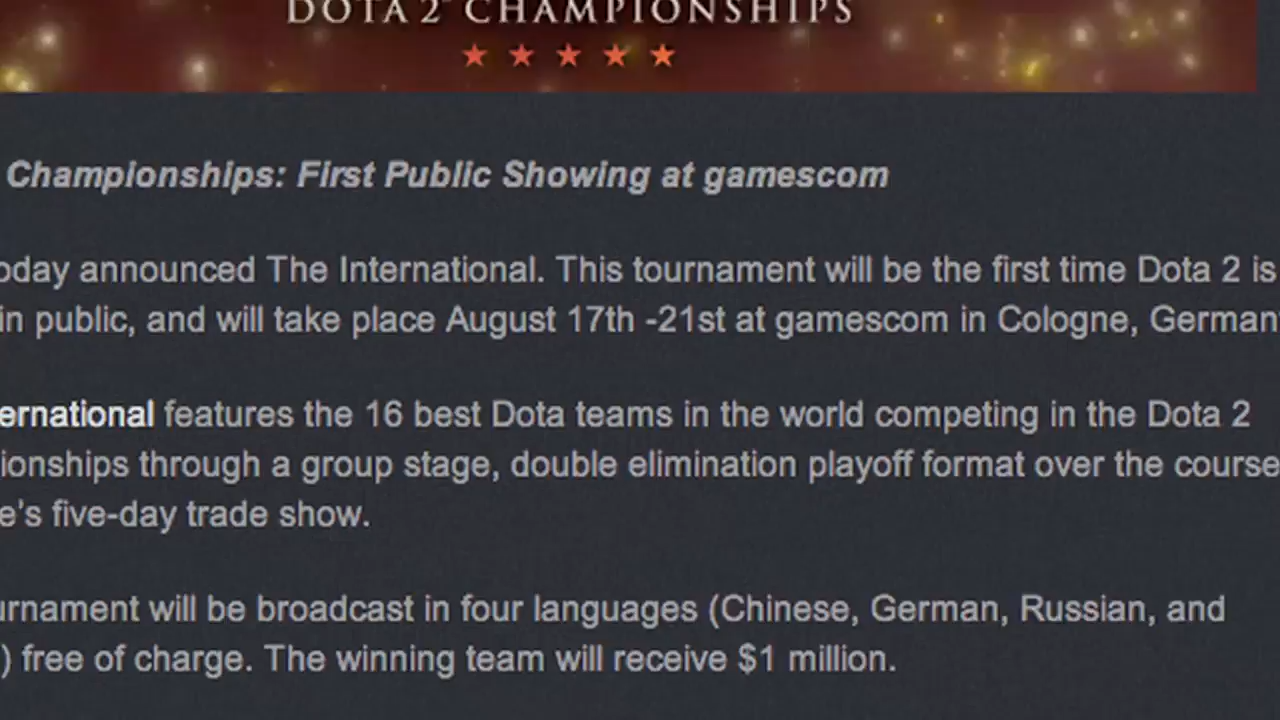 DOTA 2 CHAMPIONSHIPS
Championships: First Public Showing at gamescom
oday announced The International. This tournament will be the first time Dota 2 is
in public, and will take place August 17th -21st at gamescom in Cologne, German
ernational features the 16 best Dota teams in the world competing in the Dota 2
ionships through a group stage, double elimination playoff format over the course
e's five-day trade show.
urnament will be broadcast in four languages (Chinese, German, Russian, and
) free of charge. The winning team will receive $1 million.